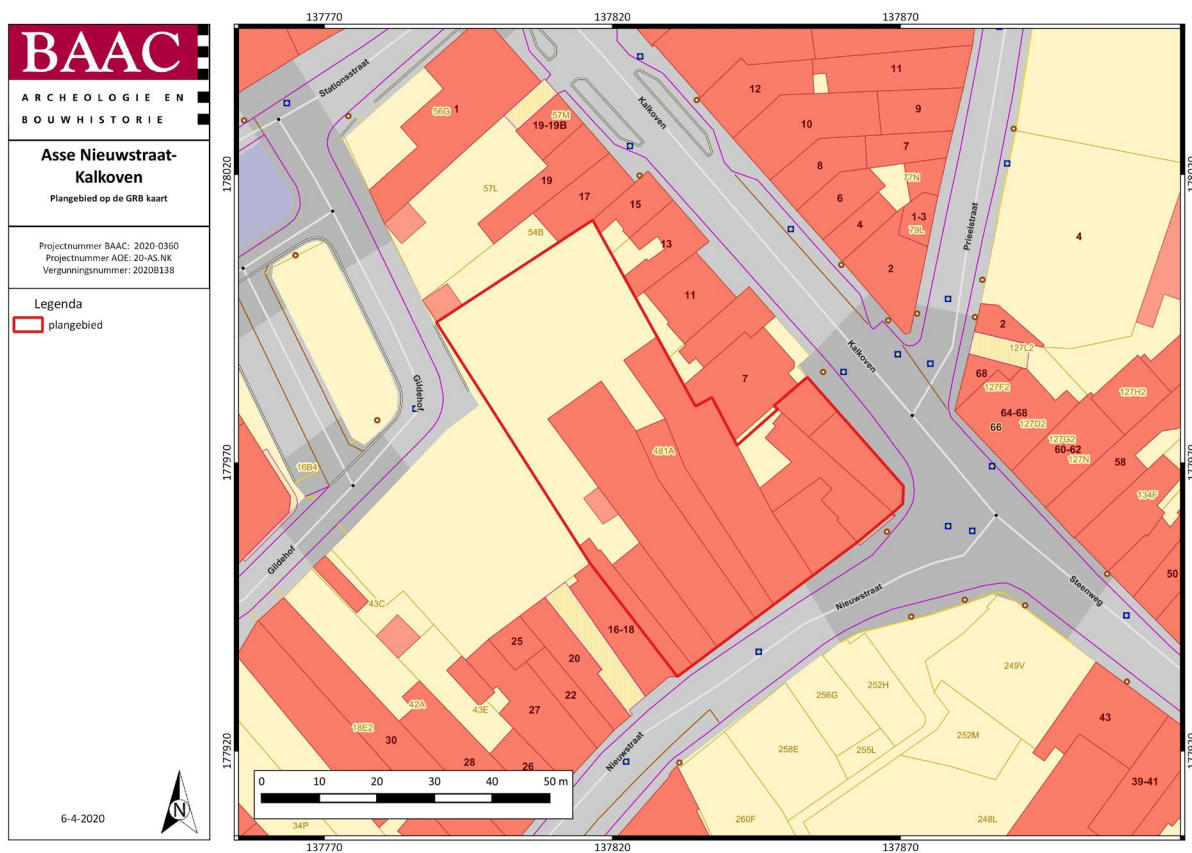 BAAC
ARCHEOLOGIE EN
BOUWHISTORIE
Asse Nieuwstraat-
Kalkoven
Plangebied op de GRB kaart
Projectnummer BAAC: 2020-0360
Projectnummer AOE: 20-AS.NK
Vergunningsnummer: 2020B138
Legenda
plangebied
6-4-2020
N
137770
137820
137870
178020
178020
177970
177970
177920
177920
137770
137820
137870
Stationsstraat
Kalkoven
56G
1
57M
19-19B
57L
19
17
15
13
54B
11
7
12
11
10
9
8
7
77N
6
1-3
4
79L
2
Prieelstraat
4
2
127L2
68
127F2
64-68
127D2
66
127G2
60-62
127N
127H2
58
134F
50
Kalkoven
Gildehof
16B4
Gildehof
481A
43C
16-18
25
20
22
42A
43E
27
18E2
30
28
26
34P
Nieuwstraat
Nieuwstraat
Steenweg
249V
252H
256G
252M
258E
255L
260F
248L
43
39-41
0 10 20 30 40 50 m